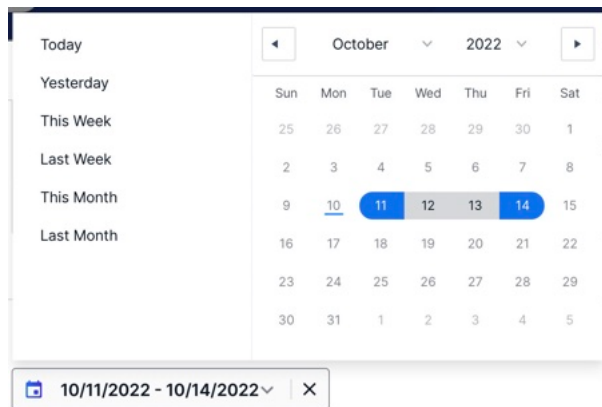 Today
Yesterday
This Week
Last Week
This Month
Last Month
October 2022
Sun Mon Tue Wed Thu Fri Sat
25 26 27 28 29 30 1
2 3 4 5 6 7 8
9 10 11 12 13 14 15
16 17 18 19 20 21 22
23 24 25 26 27 28 29
30 31 1 2 3 4 5
10/11/2022 - 10/14/2022